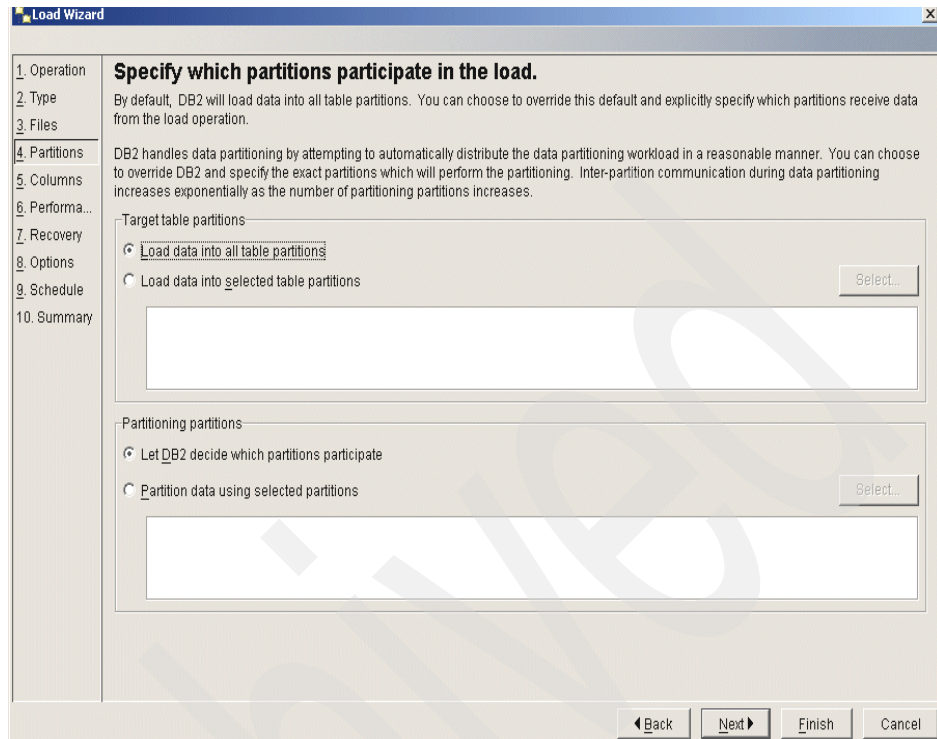 Load Wizard
1. Operation
2. Type
3. Files
4. Partitions
5. Columns
6. Performa...
7. Recovery
8. Options
9. Schedule
10. Summary
Specify which partitions participate in the load.
By default, DB2 will load data into all table partitions. You can choose to override this default and explicitly specify which partitions receive data
from the load operation.
DB2 handles data partitioning by attempting to automatically distribute the data partitioning workload in a reasonable manner. You can choose
to override DB2 and specify the exact partitions which will perform the partitioning. Inter-partition communication during data partitioning
increases exponentially as the number of partitioning partitions increases.
Target table partitions
Load data into all table partitions
Load data into selected table partitions
Select...
Partitioning partitions
Let DB2 decide which partitions participate
Partition data using selected partitions
Select...
Back
Next
Finish
Cancel